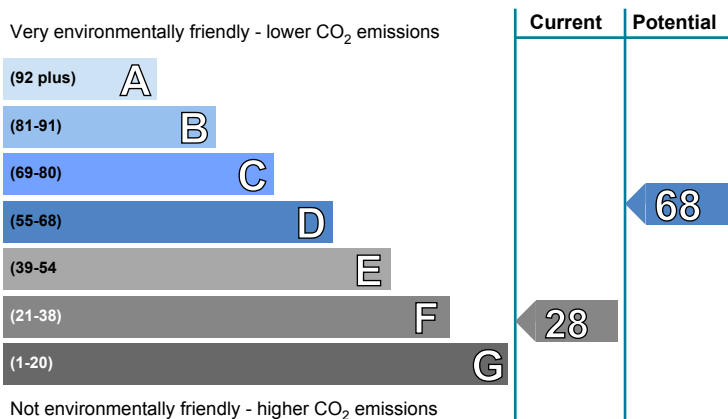 Very environmentally friendly - lower CO2 emissions
Current
Potential
(92 plus) A
(81-91) B
(69-80) C
(55-68) D
68
(39-54 E
(21-38) F
28
(1-20) G
Not environmentally friendly - higher CO2 emissions